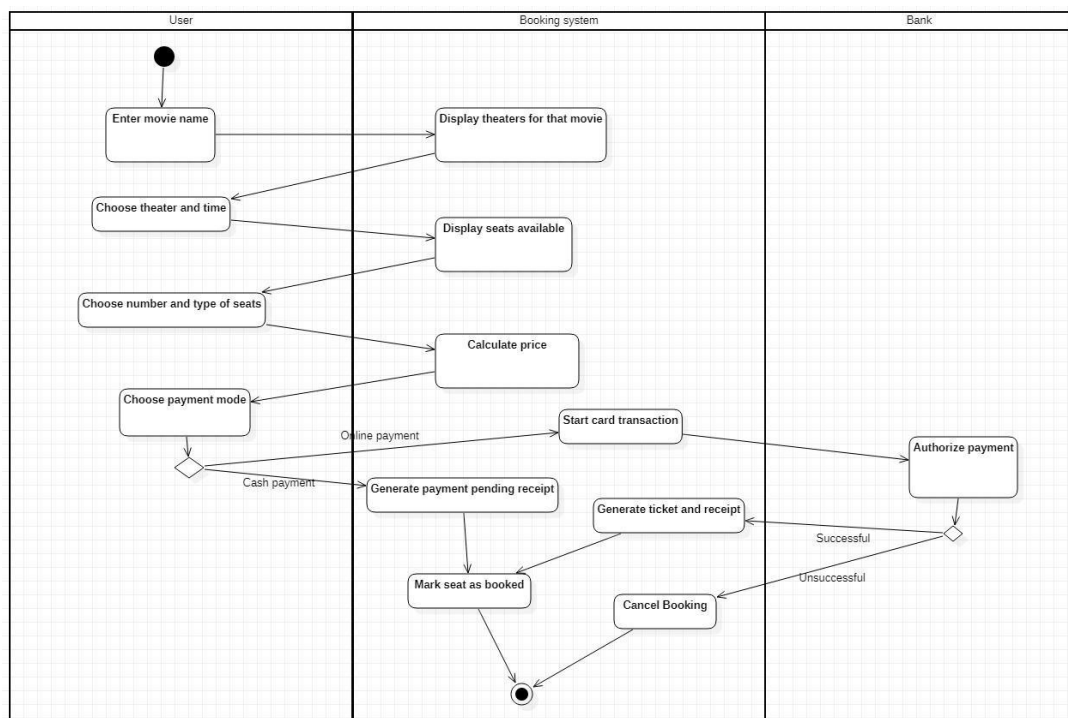 User
Booking system
Bank
Enter movie name
Display theaters for that movie
Choose theater and time
Display seats available
Choose number and type of seats
Calculate price
Choose payment mode
Online payment
Start card transaction
Authorize payment
Cash payment
Generate payment pending receipt
Generate ticket and receipt
Successful
Unsuccessful
Mark seat as booked
Cancel Booking